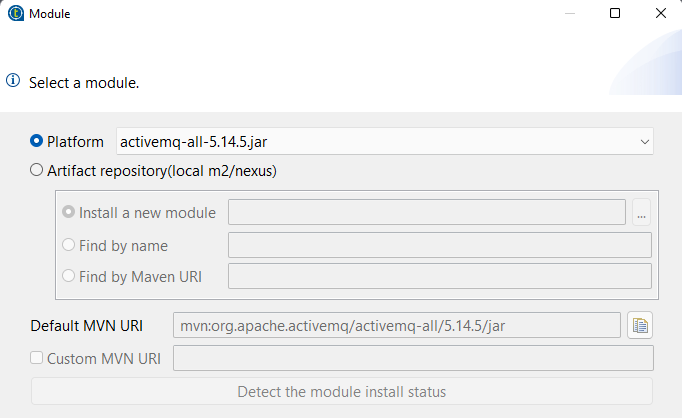 Module
Select a module.
Platform activemq-all-5.14.5.jar
Artifact repository(local m2/nexus)
Install a new module ...
Find by name
Find by Maven URI
Default MVN URI mvn:org.apache.activemq/activemq-all/5.14.5/jar
Custom MVN URI
Detect the module install status